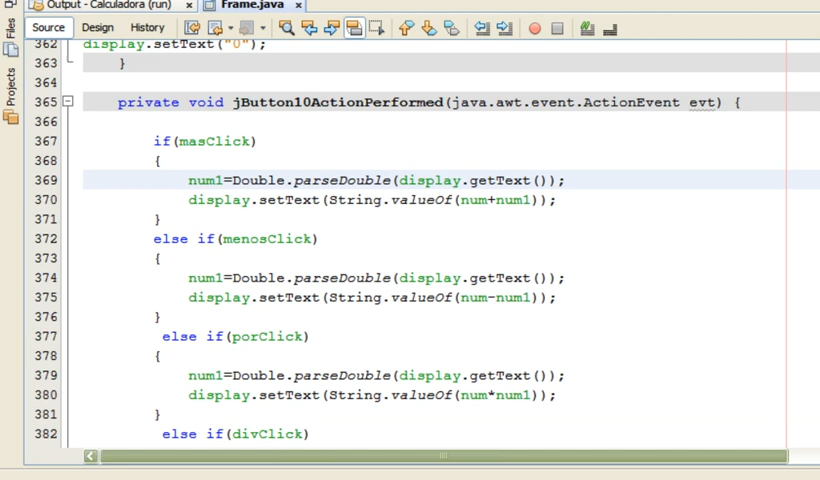 Output - Calculadora (run) × Frame.java ×
Source Design History
Files
Projects
362 display.setText("0");
363 }
364
365 private void jButton10ActionPerformed(java.awt.event.ActionEvent evt) {
366
367 if(masClick)
368 {
369 num1=Double.parseDouble(display.getText());
370 display.setText(String.valueOf(num+num1));
371 }
372 else if(menosClick)
373 {
374 num1=Double.parseDouble(display.getText());
375 display.setText(String.valueOf(num-num1));
376 }
377 else if(porClick)
378 {
379 num1=Double.parseDouble(display.getText());
380 display.setText(String.valueOf(num*num1));
381 }
382 else if(divClick)